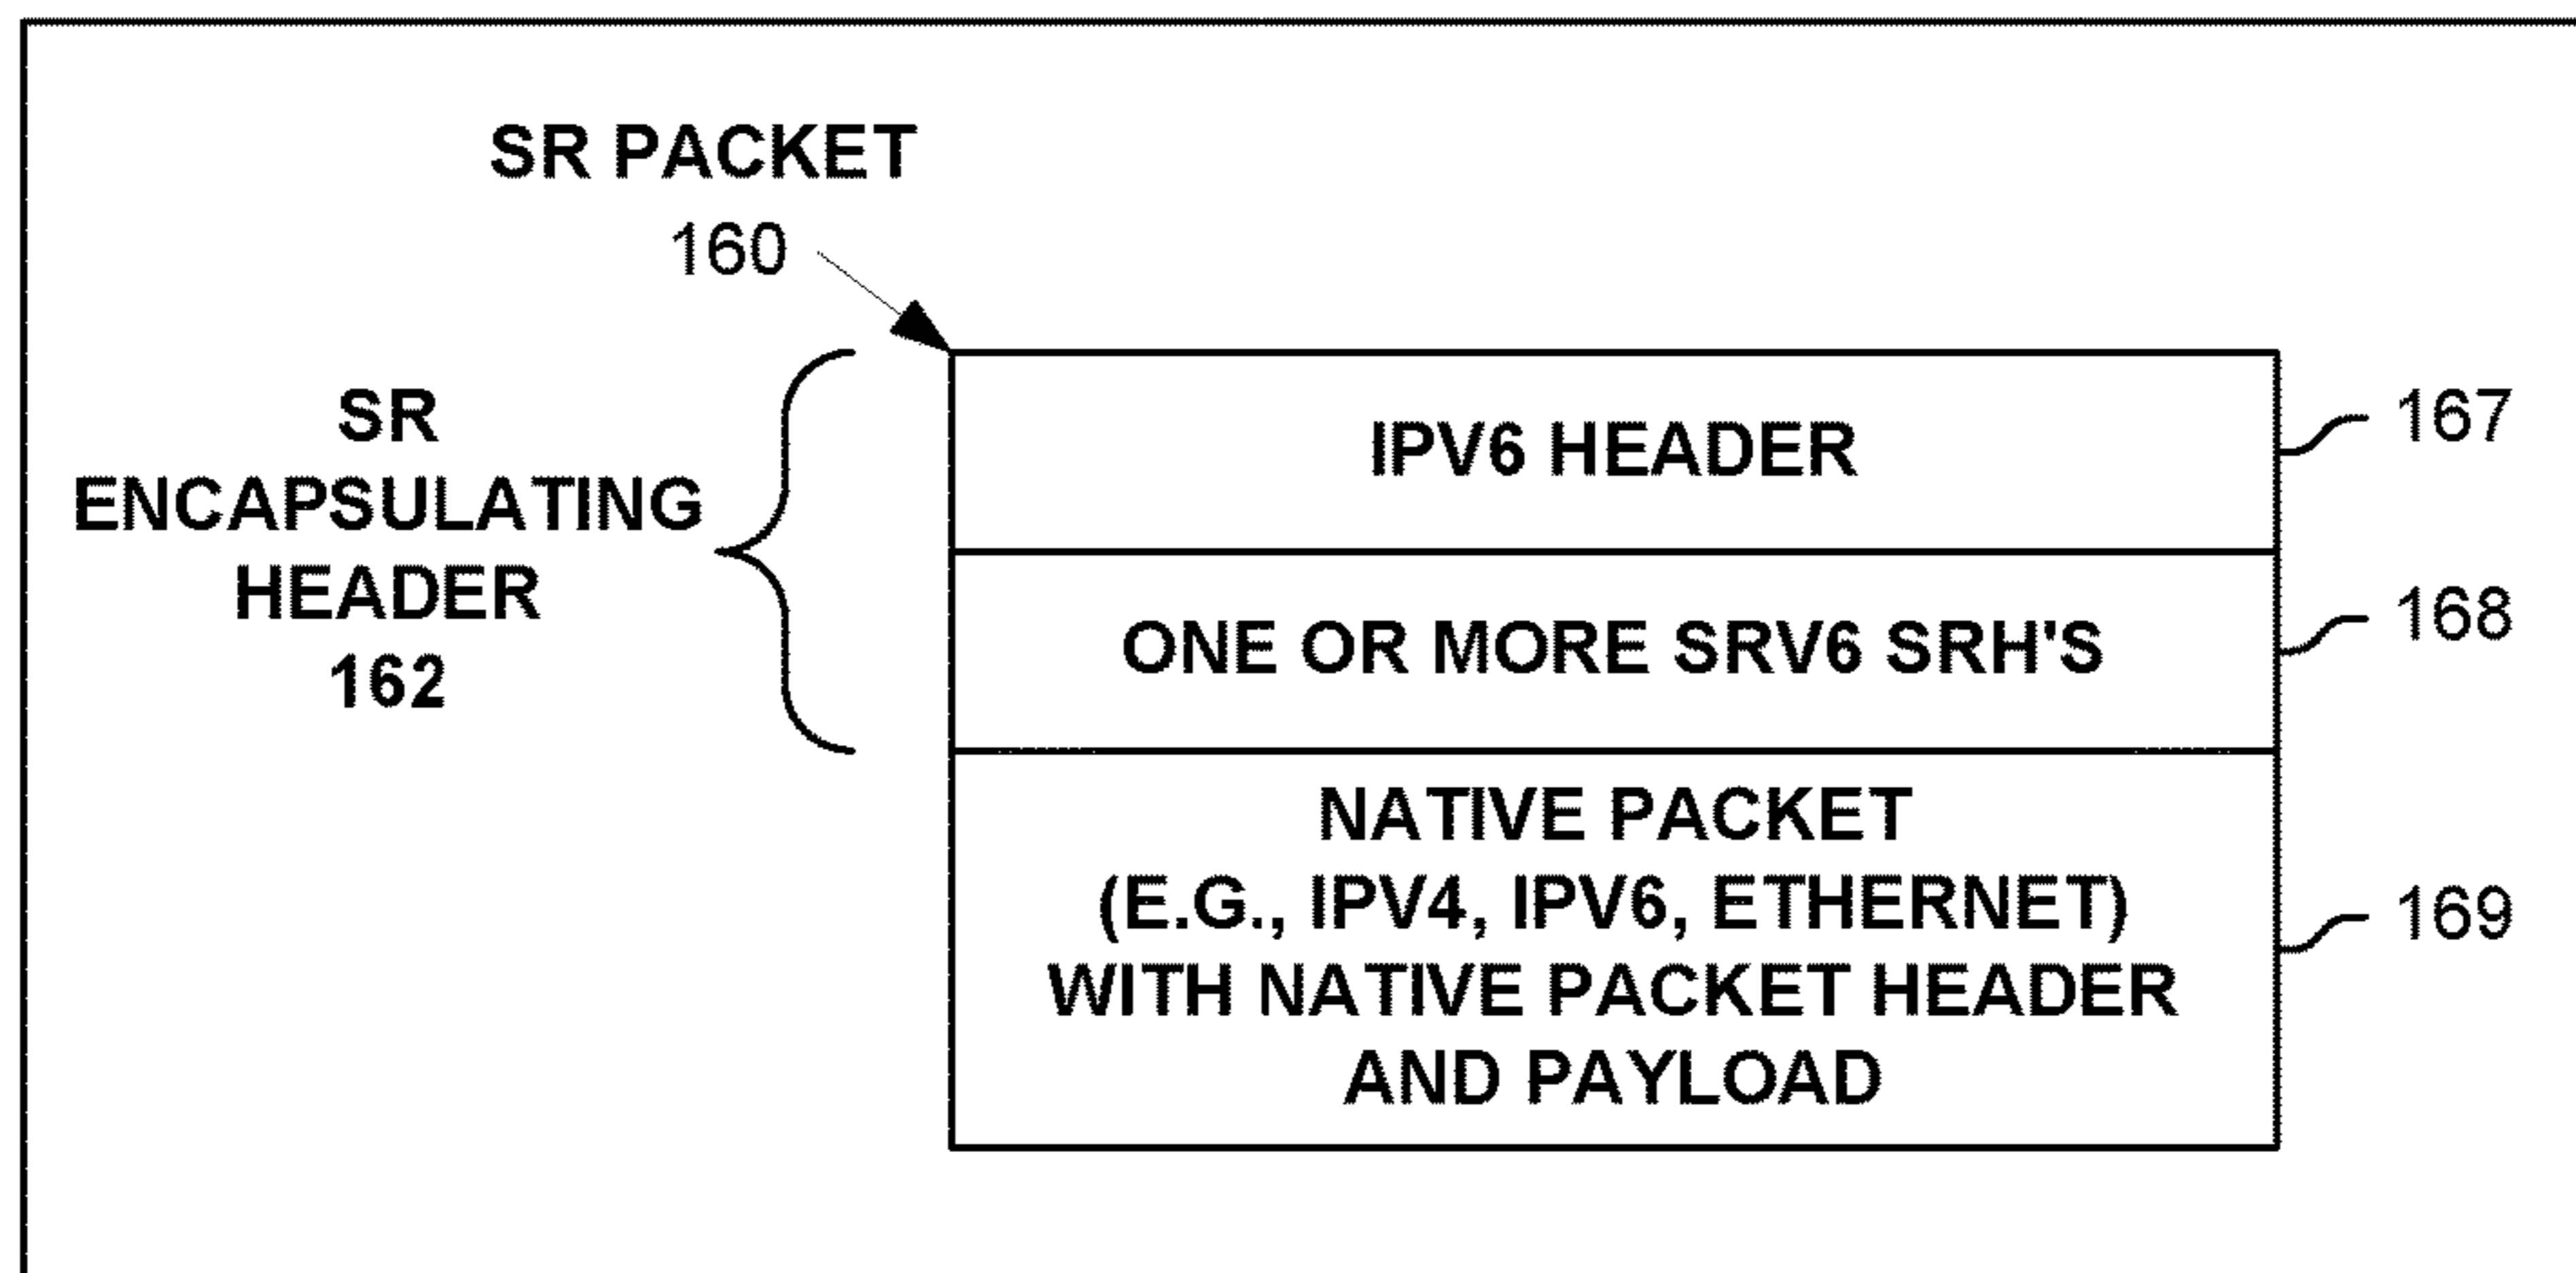 SR PACKET
160
SR
ENCAPSULATING
HEADER
162
IPV6 HEADER
167
ONE OR MORE SRV6 SRH'S
168
NATIVE PACKET
(E.G., IPV4, IPV6, ETHERNET)
WITH NATIVE PACKET HEADER
AND PAYLOAD
169